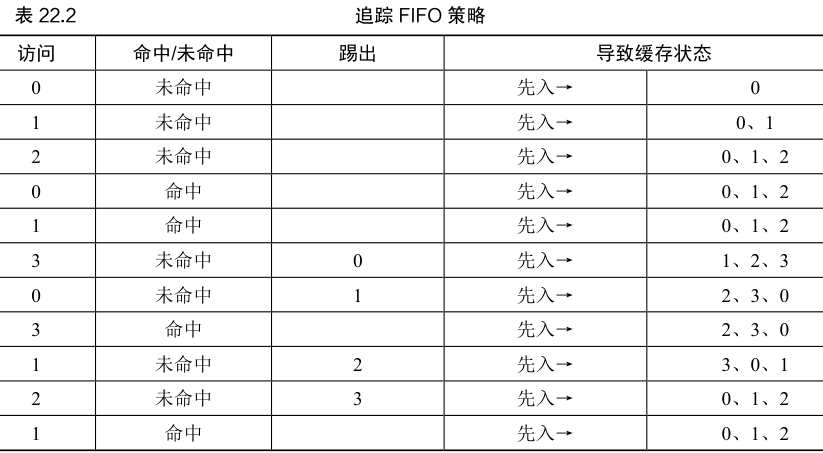 表 22.2 追踪 FIFO 策略
访问 命中/未命中 踢出 导致缓存状态
0 未命中 先入→ 0
1 未命中 先入→ 0、1
2 未命中 先入→ 0、1、2
0 命中 先入→ 0、1、2
1 命中 先入→ 0、1、2
3 未命中 0 先入→ 1、2、3
0 未命中 1 先入→ 2、3、0
3 命中 先入→ 2、3、0
1 未命中 2 先入→ 3、0、1
2 未命中 3 先入→ 0、1、2
1 命中 先入→ 0、1、2